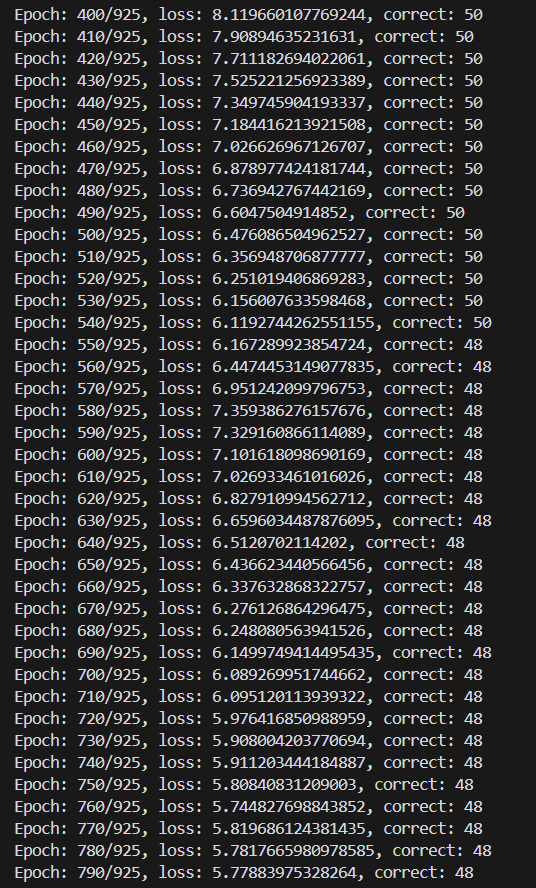 Epoch: 400/925, loss: 8.119660107769244, correct: 50
Epoch: 410/925, loss: 7.90894635231631, correct: 50
Epoch: 420/925, loss: 7.711182694022061, correct: 50
Epoch: 430/925, loss: 7.525221256923389, correct: 50
Epoch: 440/925, loss: 7.349745904193337, correct: 50
Epoch: 450/925, loss: 7.184416213921508, correct: 50
Epoch: 460/925, loss: 7.026626967126707, correct: 50
Epoch: 470/925, loss: 6.878977424181744, correct: 50
Epoch: 480/925, loss: 6.736942767442169, correct: 50
Epoch: 490/925, loss: 6.6047504914852, correct: 50
Epoch: 500/925, loss: 6.476086504962527, correct: 50
Epoch: 510/925, loss: 6.356948706877777, correct: 50
Epoch: 520/925, loss: 6.251019406869283, correct: 50
Epoch: 530/925, loss: 6.156007633598468, correct: 50
Epoch: 540/925, loss: 6.1192744262551155, correct: 50
Epoch: 550/925, loss: 6.167289923854724, correct: 48
Epoch: 560/925, loss: 6.4474453149077835, correct: 48
Epoch: 570/925, loss: 6.951242099796753, correct: 48
Epoch: 580/925, loss: 7.359386276157676, correct: 48
Epoch: 590/925, loss: 7.329160866114089, correct: 48
Epoch: 600/925, loss: 7.101618098690169, correct: 48
Epoch: 610/925, loss: 7.026933461016026, correct: 48
Epoch: 620/925, loss: 6.827910994562712, correct: 48
Epoch: 630/925, loss: 6.6596034487876095, correct: 48
Epoch: 640/925, loss: 6.5120702114202, correct: 48
Epoch: 650/925, loss: 6.436623440566456, correct: 48
Epoch: 660/925, loss: 6.337632868322757, correct: 48
Epoch: 670/925, loss: 6.276126864296475, correct: 48
Epoch: 680/925, loss: 6.248080563941526, correct: 48
Epoch: 690/925, loss: 6.1499749414495435, correct: 48
Epoch: 700/925, loss: 6.089269951744662, correct: 48
Epoch: 710/925, loss: 6.095120113939322, correct: 48
Epoch: 720/925, loss: 5.976416850988959, correct: 48
Epoch: 730/925, loss: 5.908004203770694, correct: 48
Epoch: 740/925, loss: 5.911203444184887, correct: 48
Epoch: 750/925, loss: 5.80840831209003, correct: 48
Epoch: 760/925, loss: 5.744827698843852, correct: 48
Epoch: 770/925, loss: 5.819686124381435, correct: 48
Epoch: 780/925, loss: 5.7817665980978585, correct: 48
Epoch: 790/925, loss: 5.77883975328264, correct: 48